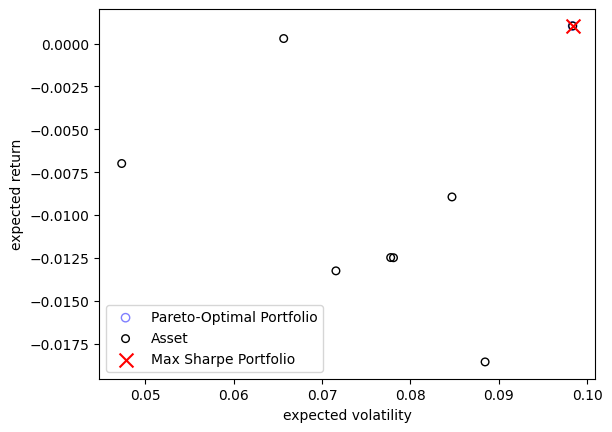 0.0000
−0.0025
−0.0050
−0.0075
−0.0100
−0.0125
−0.0150
−0.0175
expected return
Pareto-Optimal Portfolio
Asset
Max Sharpe Portfolio
0.05 0.06 0.07 0.08 0.09 0.10
expected volatility